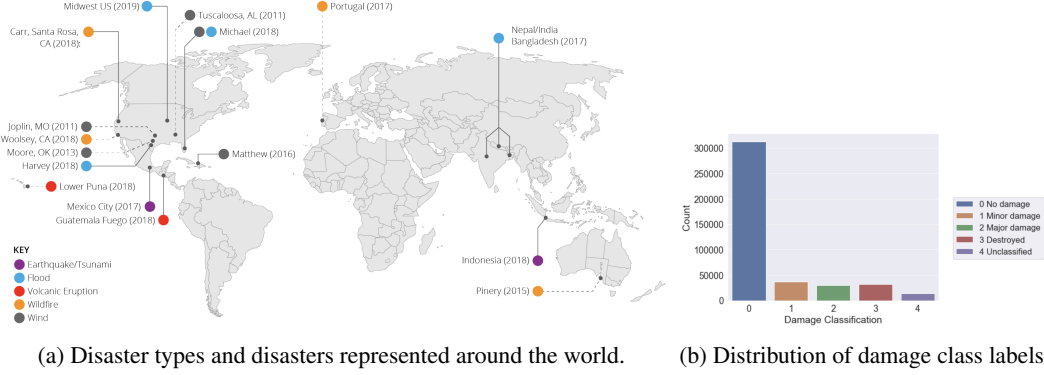 Midwest US (2019)
Tuscaloosa, AL (2011)
Portugal (2017)
Carr, Santa Rosa,
CA (2018):
Michael (2018)
Nepal/India
Bangladesh (2017)
Joplin, MO (2011)
Woolsey, CA (2018)
Moore, OK (2013)
Harvey (2018)
Matthew (2016)
Lower Puna (2018)
Mexico City (2017)
Guatemala Fuego (2018)
Indonesia (2018)
Pinery (2015)
KEY
Earthquake/Tsunami
Flood
Volcanic Eruption
Wildfire
Wind
(a) Disaster types and disasters represented around the world.
300000
250000
200000
150000
100000
50000
0
Count
0 1 2 3 4
Damage Classification
0 No damage
1 Minor damage
2 Major damage
3 Destroyed
4 Unclassified
(b) Distribution of damage class labels